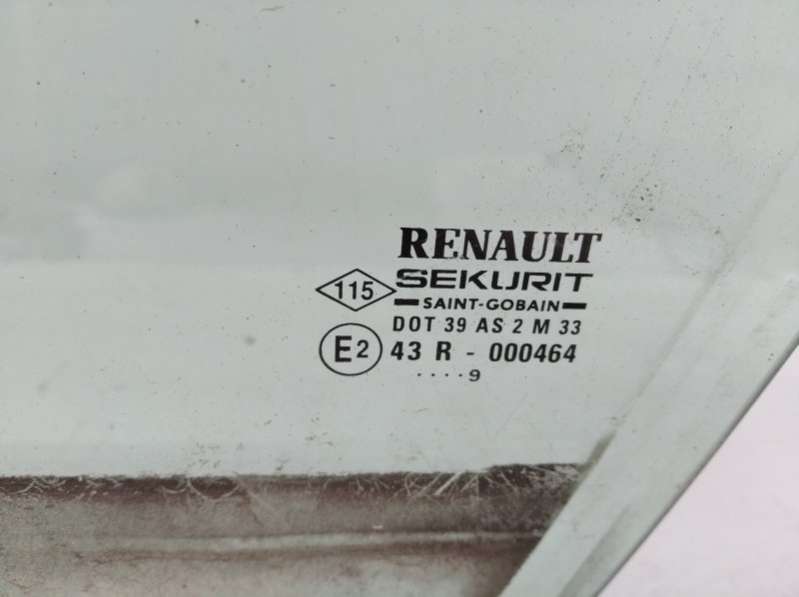 RENAULT
115 SEKURIT
SAINT-GOBAIN
DOT 39 AS 2 M 33
E2 43 R - 000464
....9